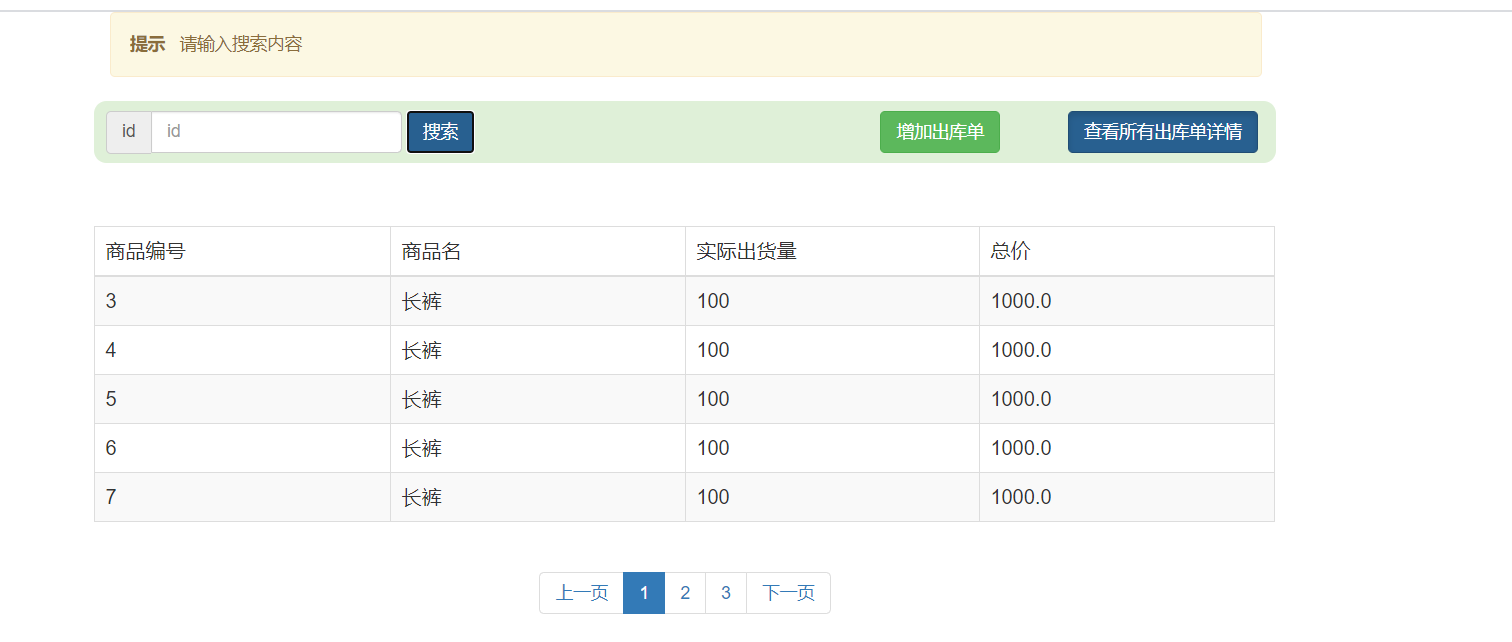 提示 请输入搜索内容
id id 搜索 增加出库单 查看所有出库单详情
商品编号 商品名 实际出货量 总价
3 长裤 100 1000.0
4 长裤 100 1000.0
5 长裤 100 1000.0
6 长裤 100 1000.0
7 长裤 100 1000.0
上一页 1 2 3 下一页